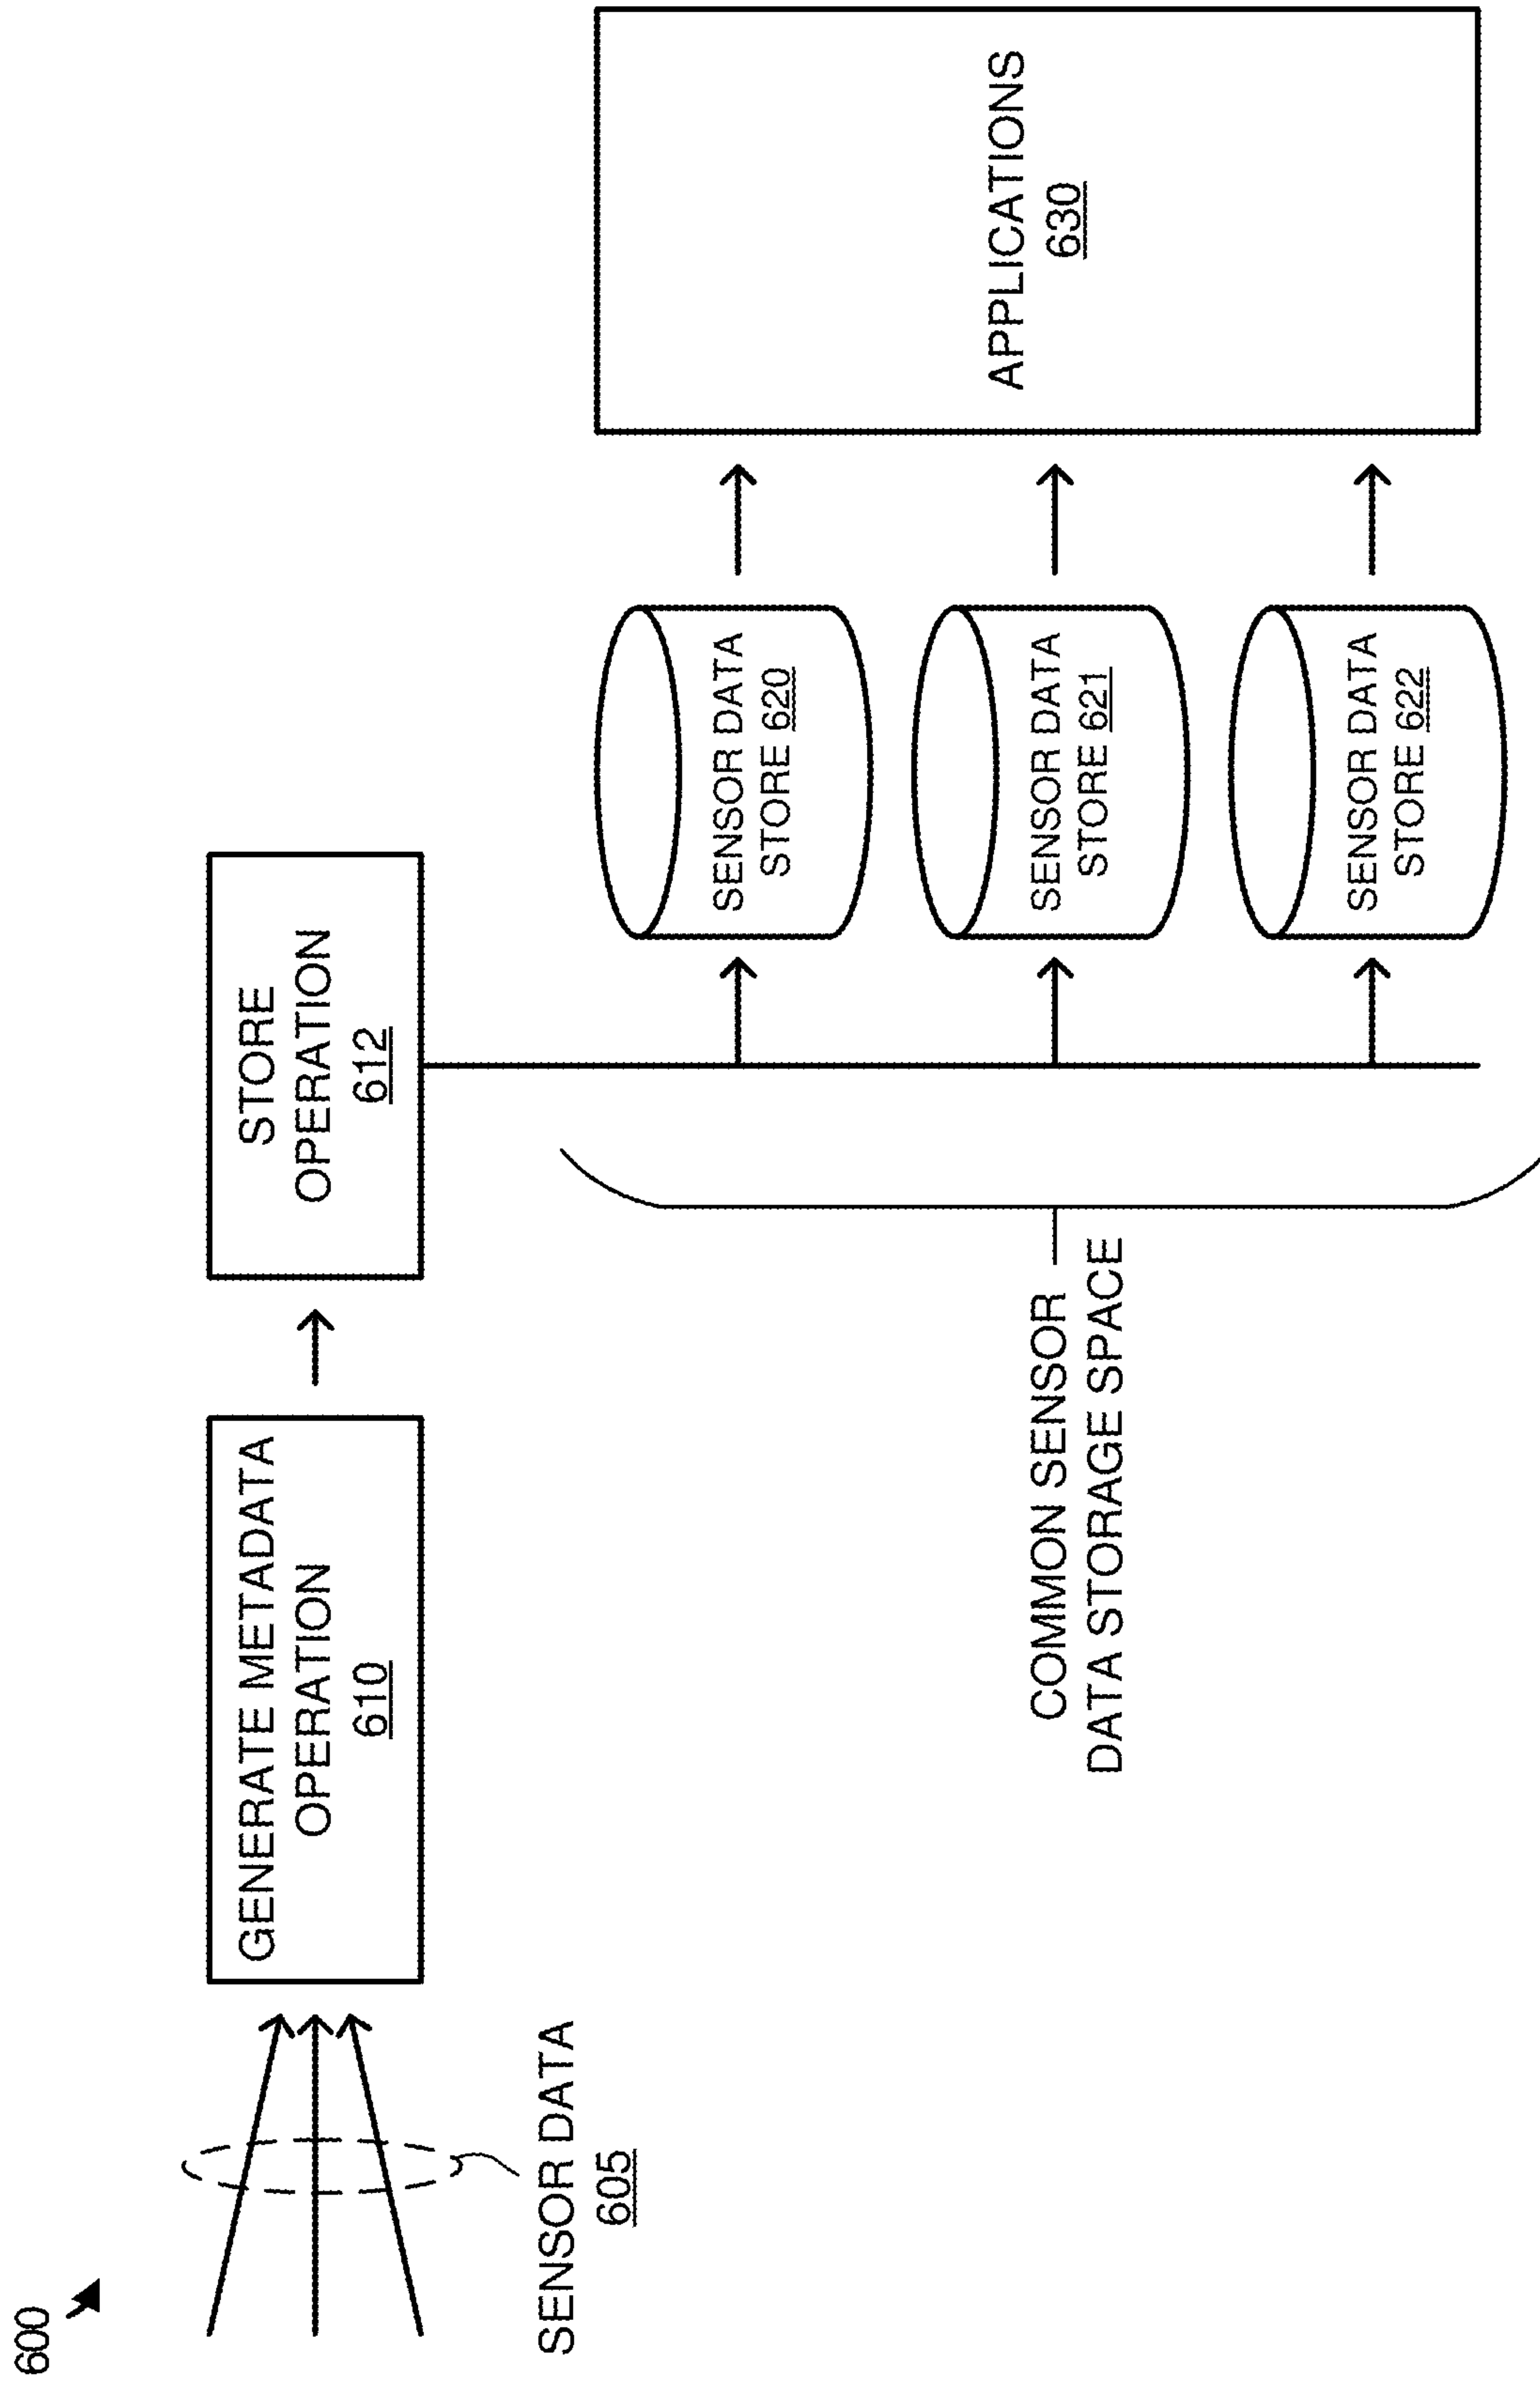 600
SENSOR DATA
605
GENERATE METADATA
OPERATION
610
STORE
OPERATION
612
COMMON SENSOR
DATA STORAGE SPACE
SENSOR DATA
STORE 620
SENSOR DATA
STORE 621
SENSOR DATA
STORE 622
APPLICATIONS
630